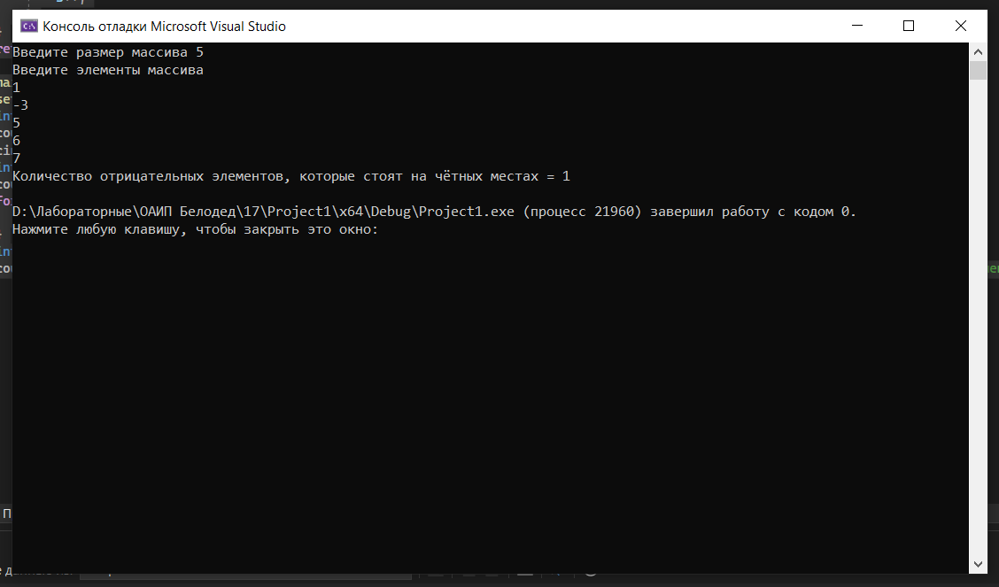 Консоль отладки Microsoft Visual Studio
Введите размер массива 5
Введите элементы массива
1
-3
5
6
7
Количество отрицательных элементов, которые стоят на чётных местах = 1
D:\Лабораторные\ОАИП Белодед\17\Project1\x64\Debug\Project1.exe (процесс 21960) завершил работу с кодом 0.
Нажмите любую клавишу, чтобы закрыть это окно: